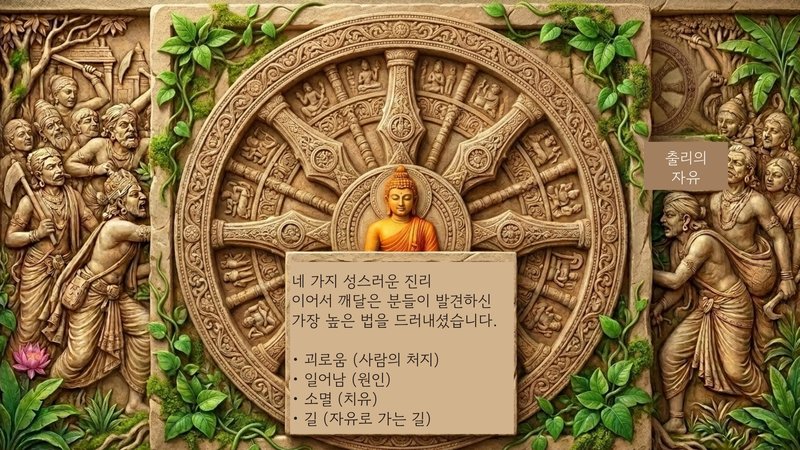 출리의
자유
네 가지 성스러운 진리
이어서 깨달은 분들이 발견하신
가장 높은 법을 드러내셨습니다.
• 괴로움 (사람의 처지)
• 일어남 (원인)
• 소멸 (치유)
• 길 (자유로 가는 길)